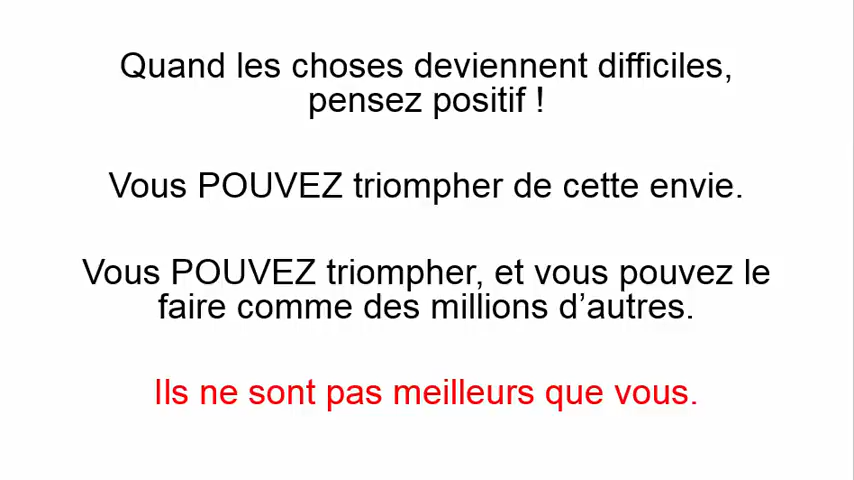 Quand les choses deviennent difficiles,
pensez positif !
Vous POUVEZ triompher de cette envie.
Vous POUVEZ triompher, et vous pouvez le
faire comme des millions d’autres.
Ils ne sont pas meilleurs que vous.